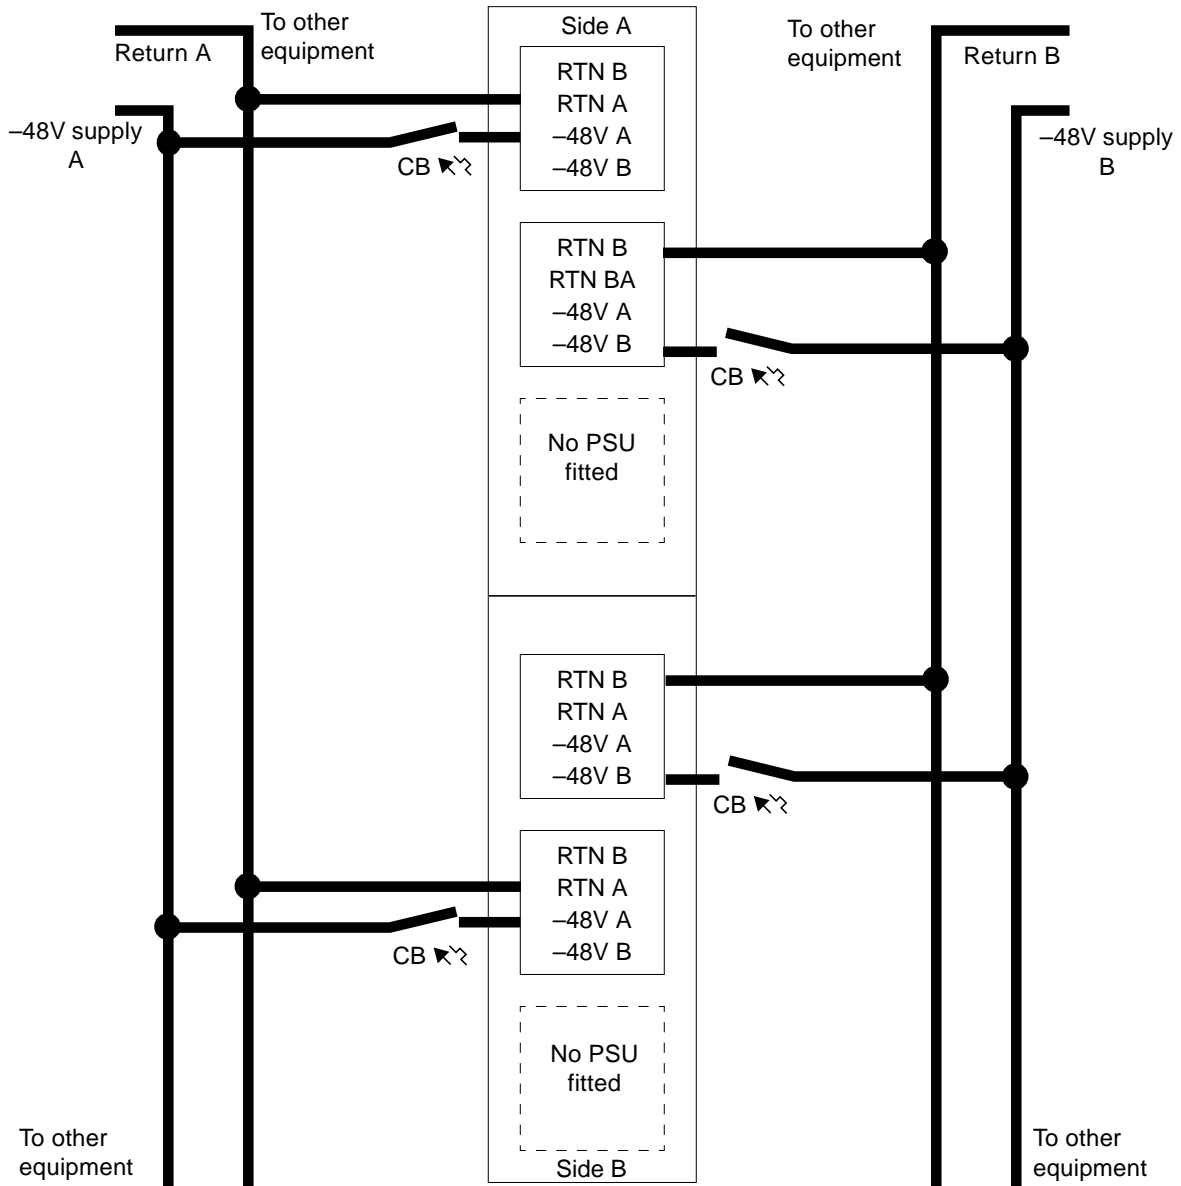 Side A
To other
equipment
Return A
–48V supply
A
To other
equipment
Return B
–48V supply
B
RTN B
RTN A
–48V A
–48V B
CB
RTN B
RTN BA
–48V A
–48V B
CB
No PSU
fitted
RTN B
RTN A
–48V A
–48V B
CB
RTN B
RTN A
–48V A
–48V B
CB
No PSU
fitted
Side B
To other
equipment
To other
equipment